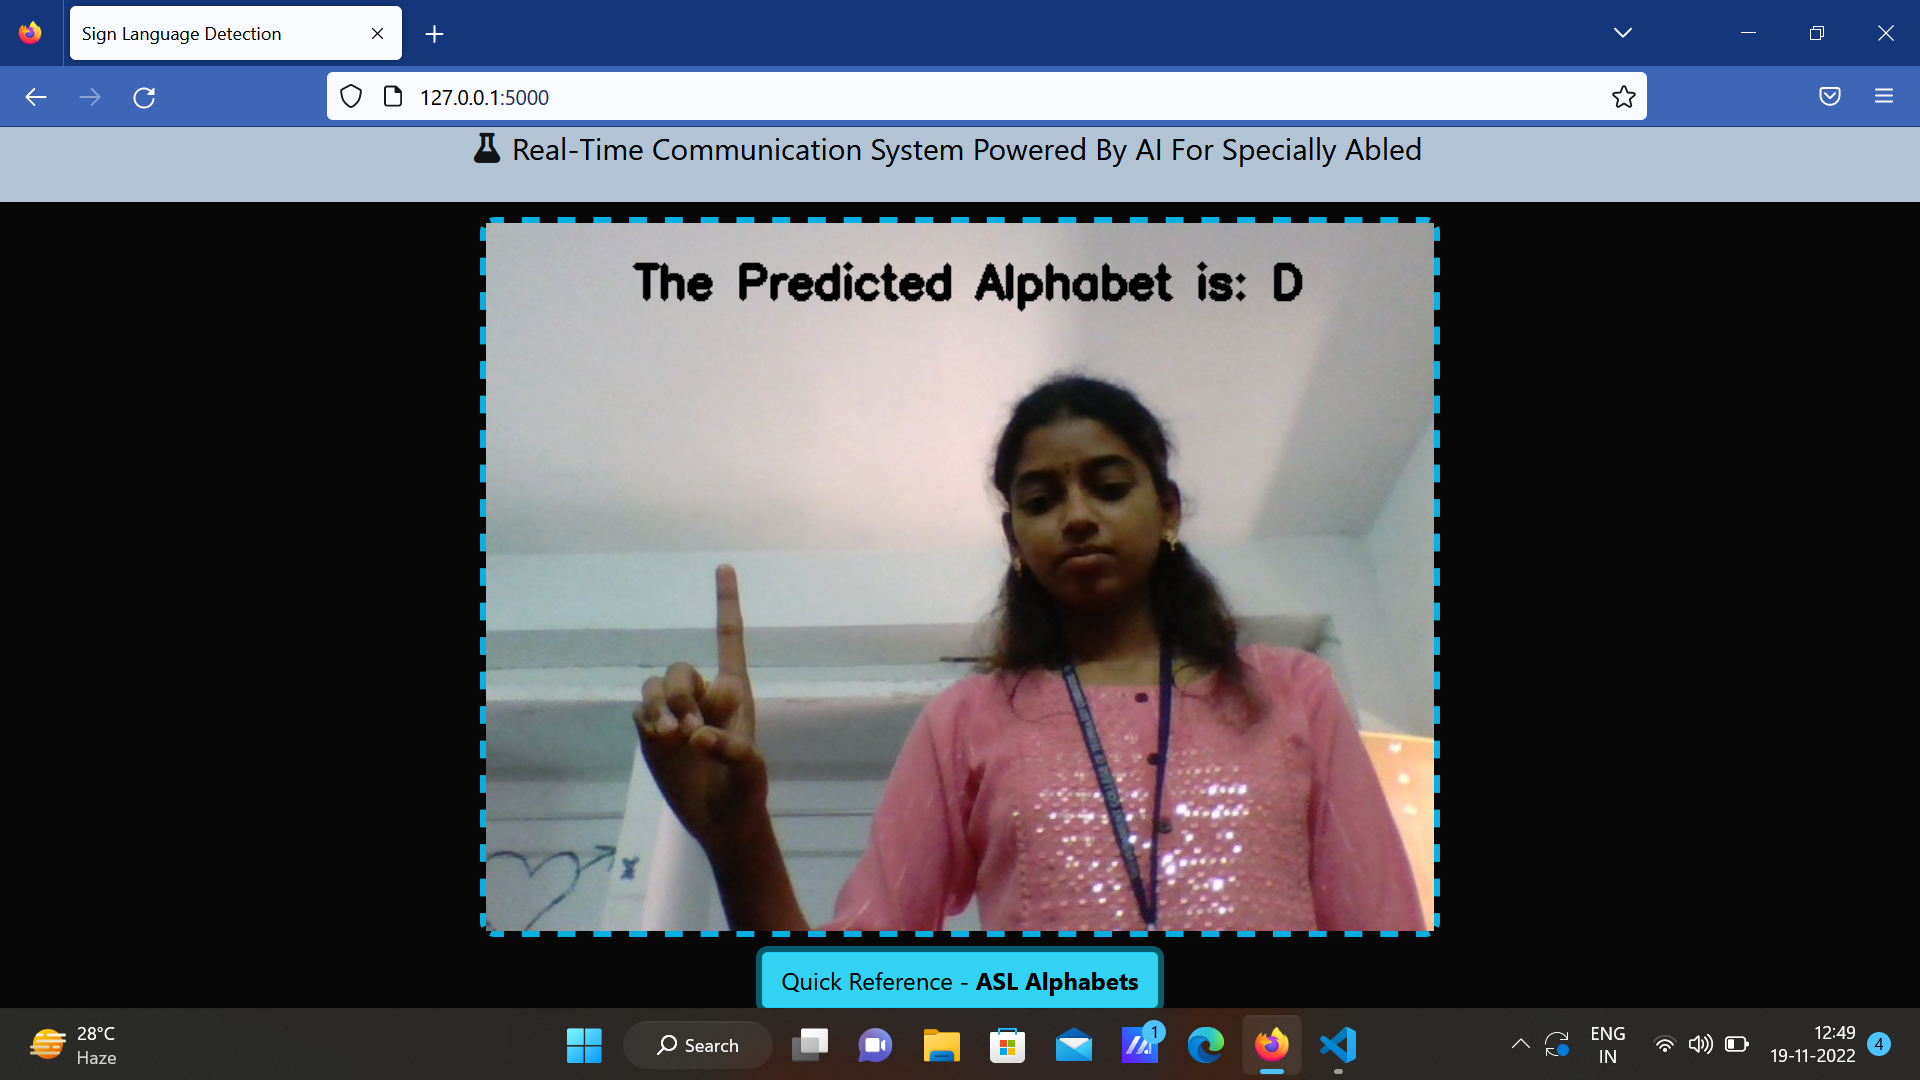 Sign Language Detection
127.0.0.1:5000
Real-Time Communication System Powered By AI For Specially Abled
The Predicted Alphabet is: D
Quick Reference - ASL Alphabets
28°C
Haze
Search
1
ENG
IN
12:49
19-11-2022
4